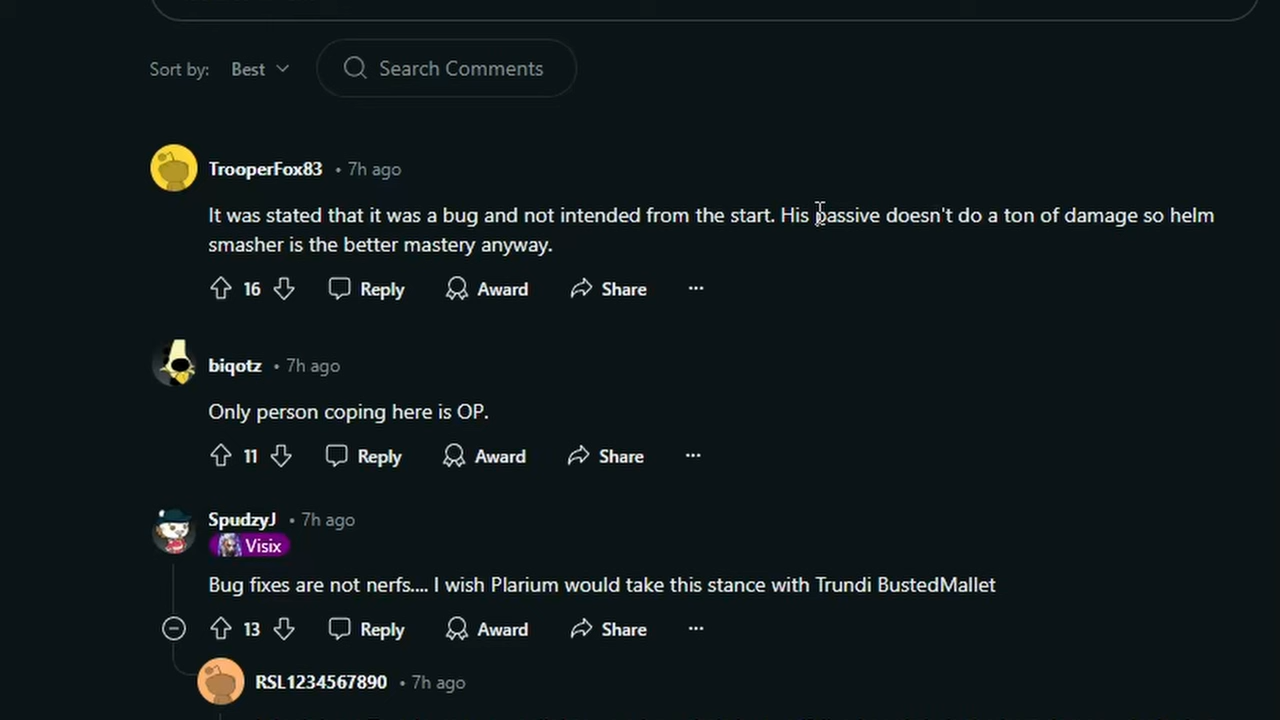 Sort by: Best Search Comments
TrooperFox83 • 7h ago
It was stated that it was a bug and not intended from the start. His passive doesn't do a ton of damage so helm
smasher is the better mastery anyway.
16 Reply Award Share ...
biqotz • 7h ago
Only person coping here is OP.
11 Reply Award Share ...
SpudzyJ • 7h ago
Visix
Bug fixes are not nerfs.... I wish Plarium would take this stance with Trundi BustedMallet
13 Reply Award Share ...
RSL1234567890 • 7h ago